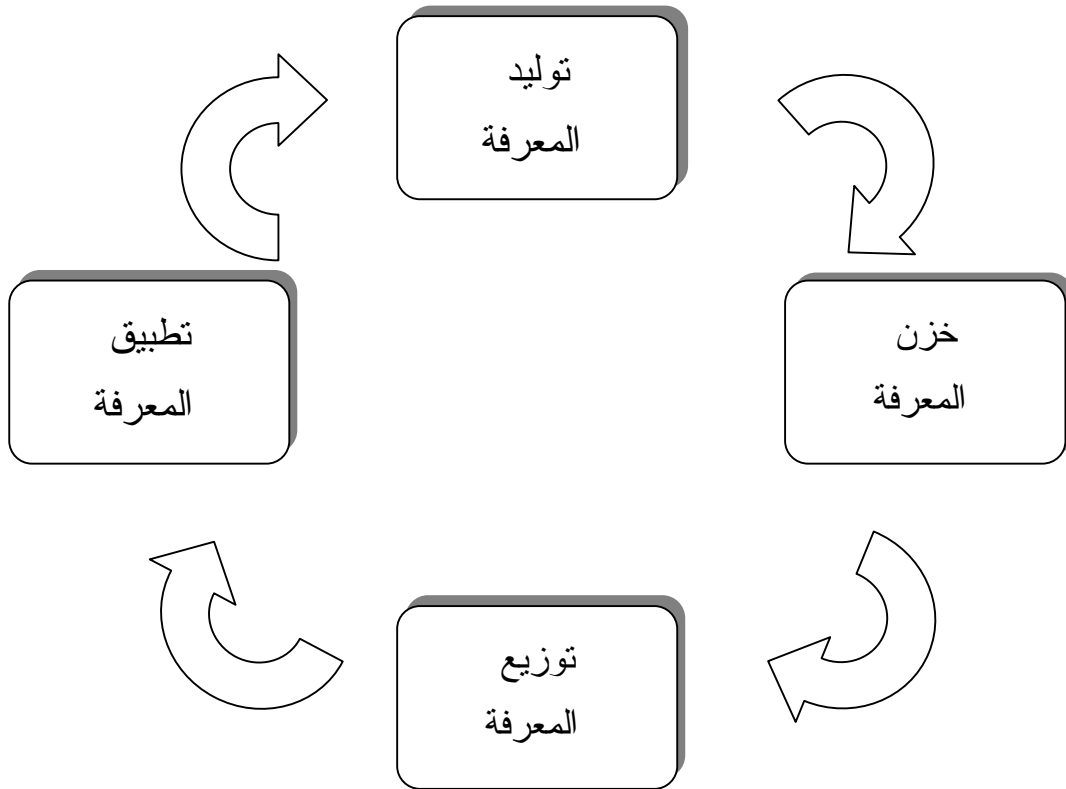 توليد
المعرفة
خزن
المعرفة
توزيع
المعرفة
تطبيق
المعرفة